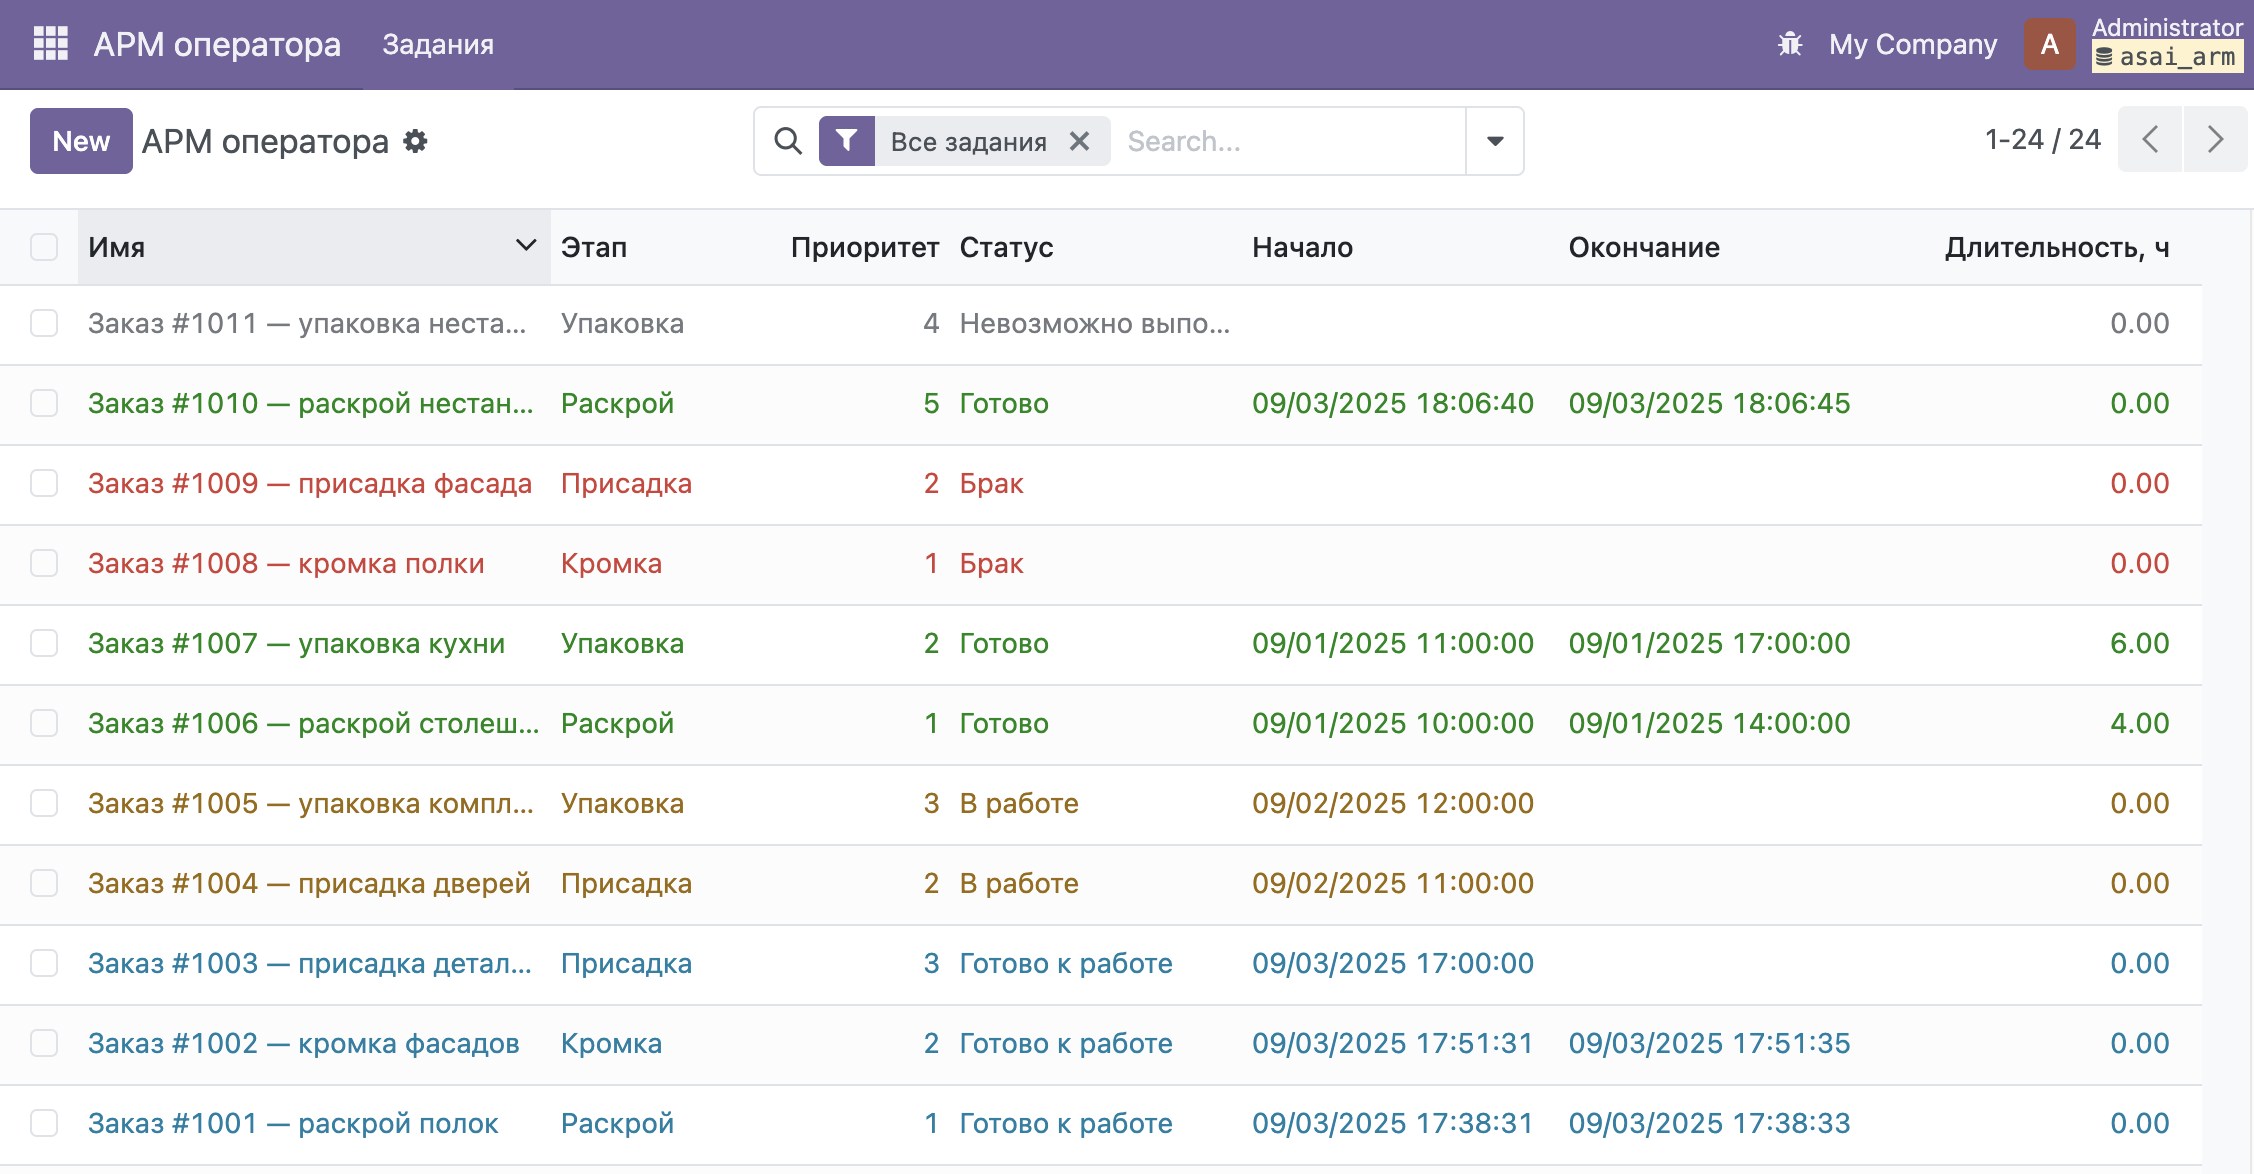 АРМ оператора Задания My Company A Administrator
asai_arm
New АРМ оператора Все задания Search... 1-24 / 24
Имя Этап Приоритет Статус Начало Окончание Длительность, ч
Заказ #1011 — упаковка неста... Упаковка 4 Невозможно выпо... 0.00
Заказ #1010 — раскрой нестан... Раскрой 5 Готово 09/03/2025 18:06:40 09/03/2025 18:06:45 0.00
Заказ #1009 — присадка фасада Присадка 2 Брак 0.00
Заказ #1008 — кромка полки Кромка 1 Брак 0.00
Заказ #1007 — упаковка кухни Упаковка 2 Готово 09/01/2025 11:00:00 09/01/2025 17:00:00 6.00
Заказ #1006 — раскрой столеш... Раскрой 1 Готово 09/01/2025 10:00:00 09/01/2025 14:00:00 4.00
Заказ #1005 — упаковка компл... Упаковка 3 В работе 09/02/2025 12:00:00 0.00
Заказ #1004 — присадка дверей Присадка 2 В работе 09/02/2025 11:00:00 0.00
Заказ #1003 — присадка детал... Присадка 3 Готово к работе 09/03/2025 17:00:00 0.00
Заказ #1002 — кромка фасадов Кромка 2 Готово к работе 09/03/2025 17:51:31 09/03/2025 17:51:35 0.00
Заказ #1001 — раскрой полок Раскрой 1 Готово к работе 09/03/2025 17:38:31 09/03/2025 17:38:33 0.00